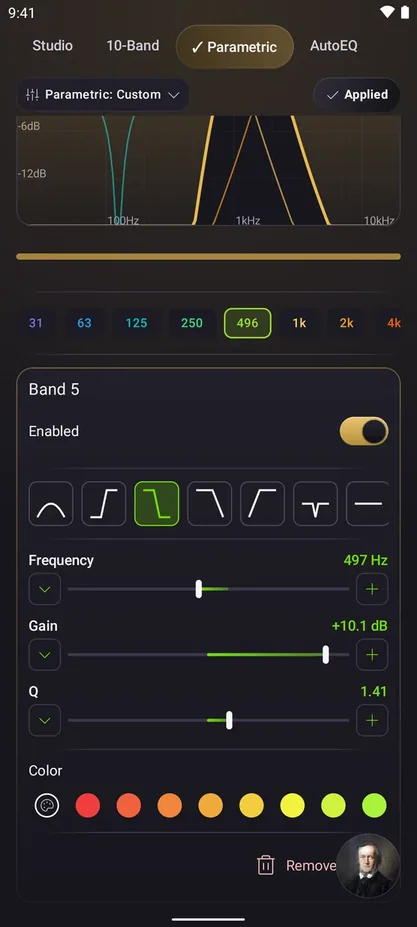 9:41
Studio 10-Band ✓ Parametric AutoEQ
Parametric: Custom Applied
-6dB
-12dB
100Hz 1kHz 10kHz
31 63 125 250 496 1k 2k 4k
Band 5
Enabled
Frequency 497 Hz
Gain +10.1 dB
Q 1.41
Color
Remove